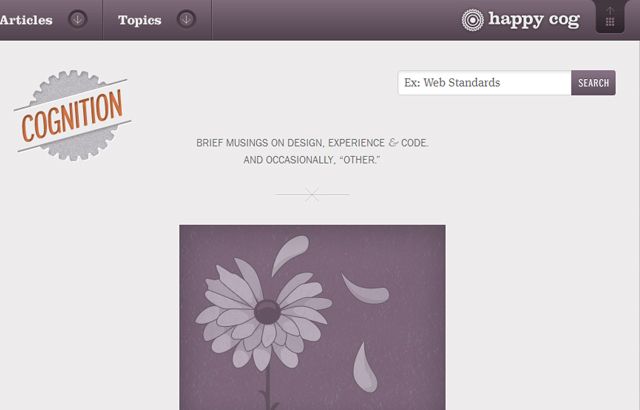 Articles
Topics
happy cog
Ex: Web Standards
SEARCH
COGNITION
BRIEF MUSINGS ON DESIGN, EXPERIENCE & CODE.
AND OCCASIONALLY, “OTHER.”